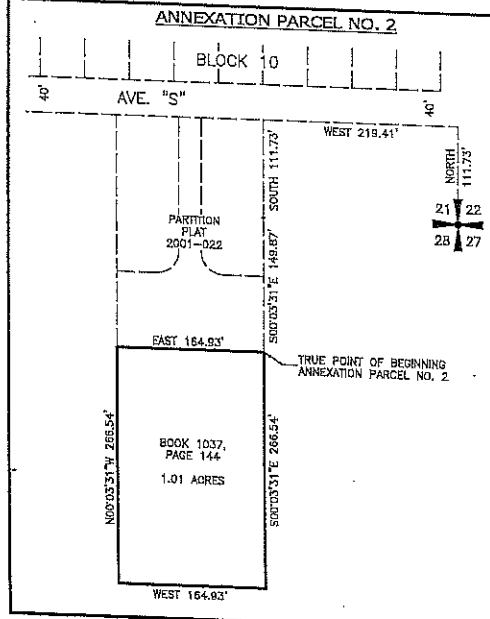 ANNEXATION PARCEL NO. 2
BLOCK 10
40'
AVE. "S"
40'
WEST 219.41'
NORTH
111.73'
21 22
28 27
SOUTH 111.73'
PARTITION
PLAT
2001-022
S00°03'31"E 149.87'
EAST 164.93'
TRUE POINT OF BEGINNING
ANNEXATION PARCEL NO. 2
N00°03'31"W 266.54'
BOOK 1037,
PAGE 144
1.01 ACRES
S00°03'31"E 266.54'
WEST 164.93'